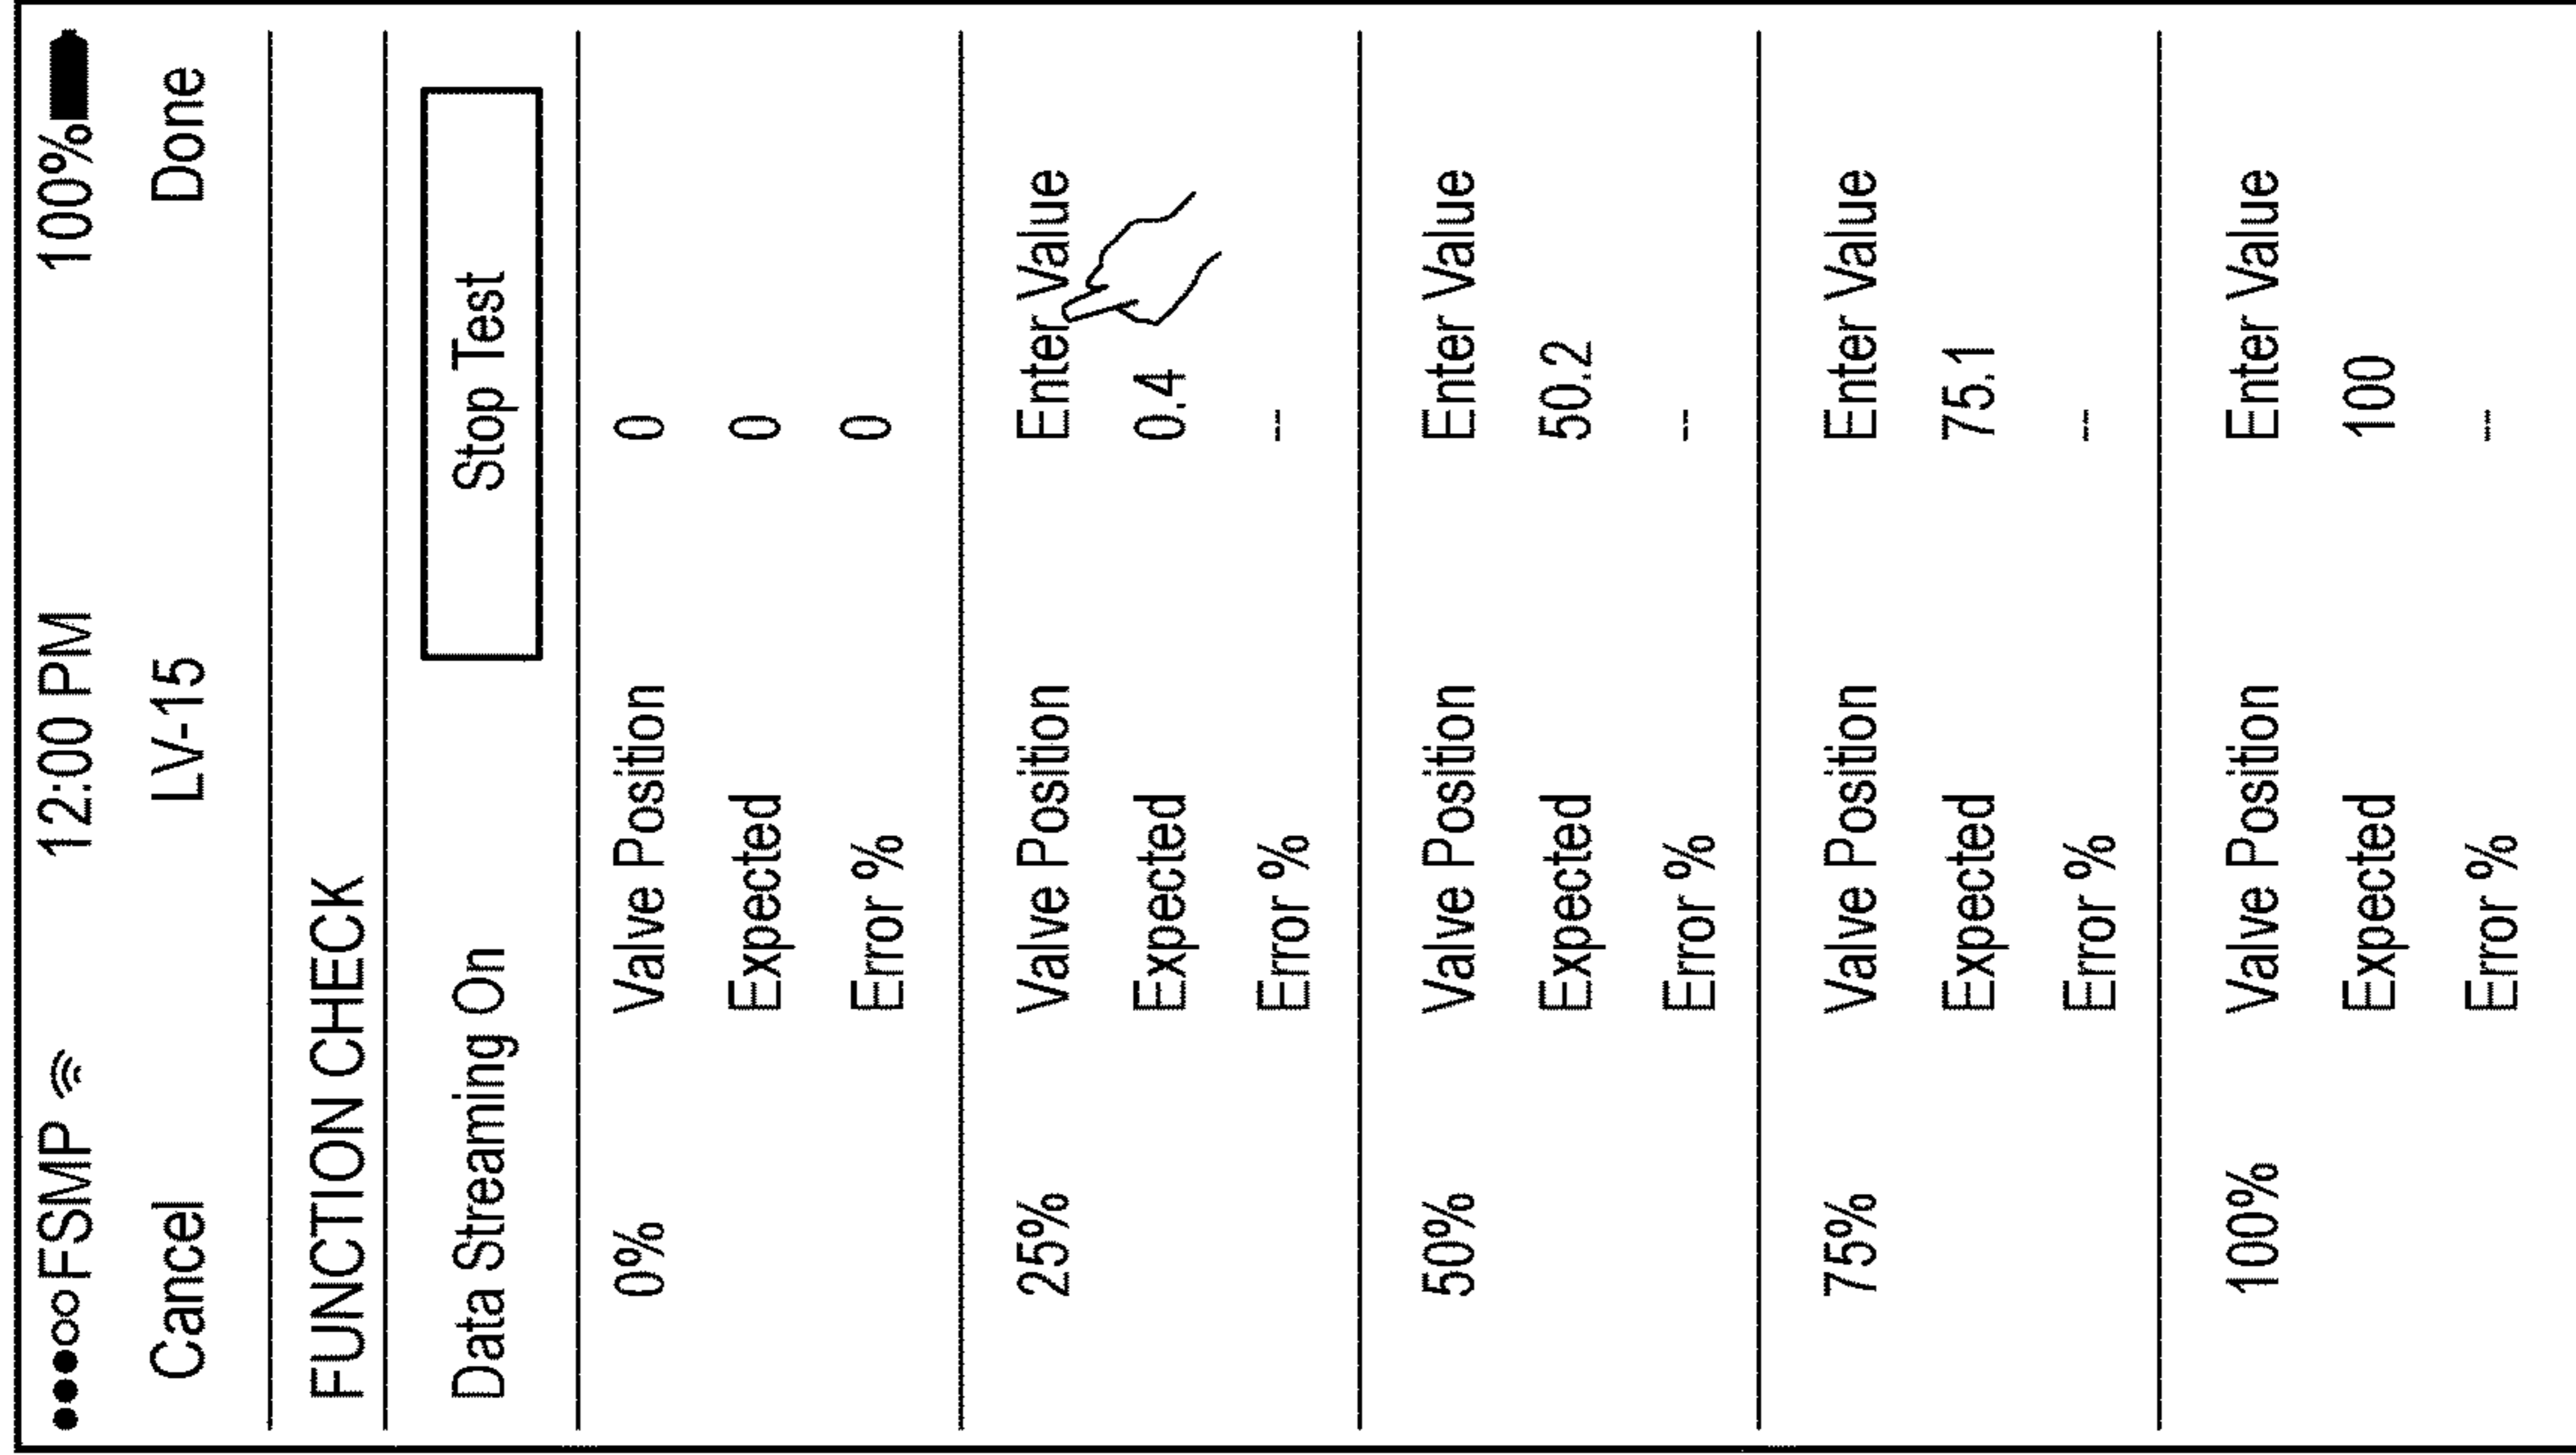 FSMP 12:00 PM 100%
Cancel LV-15 Done
FUNCTION CHECK
Data Streaming On Stop Test
0% Valve Position 0
Expected 0
Error % 0
25% Valve Position Enter Value
Expected 0.4
Error % --
50% Valve Position Enter Value
Expected 50.2
Error % --
75% Valve Position Enter Value
Expected 75.1
Error % --
100% Valve Position Enter Value
Expected 100
Error % --